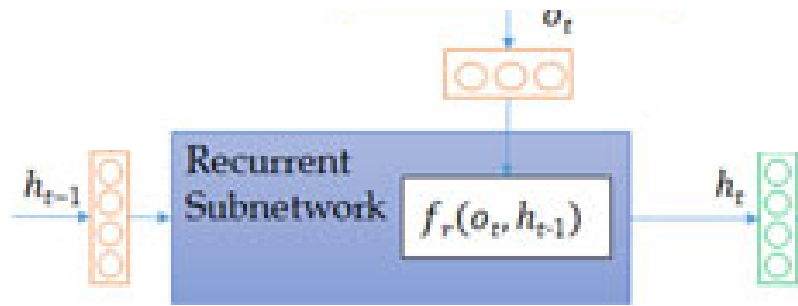 o_t
Recurrent
Subnetwork
h_{t-1}
f_r(o_t, h_{t-1})
h_t